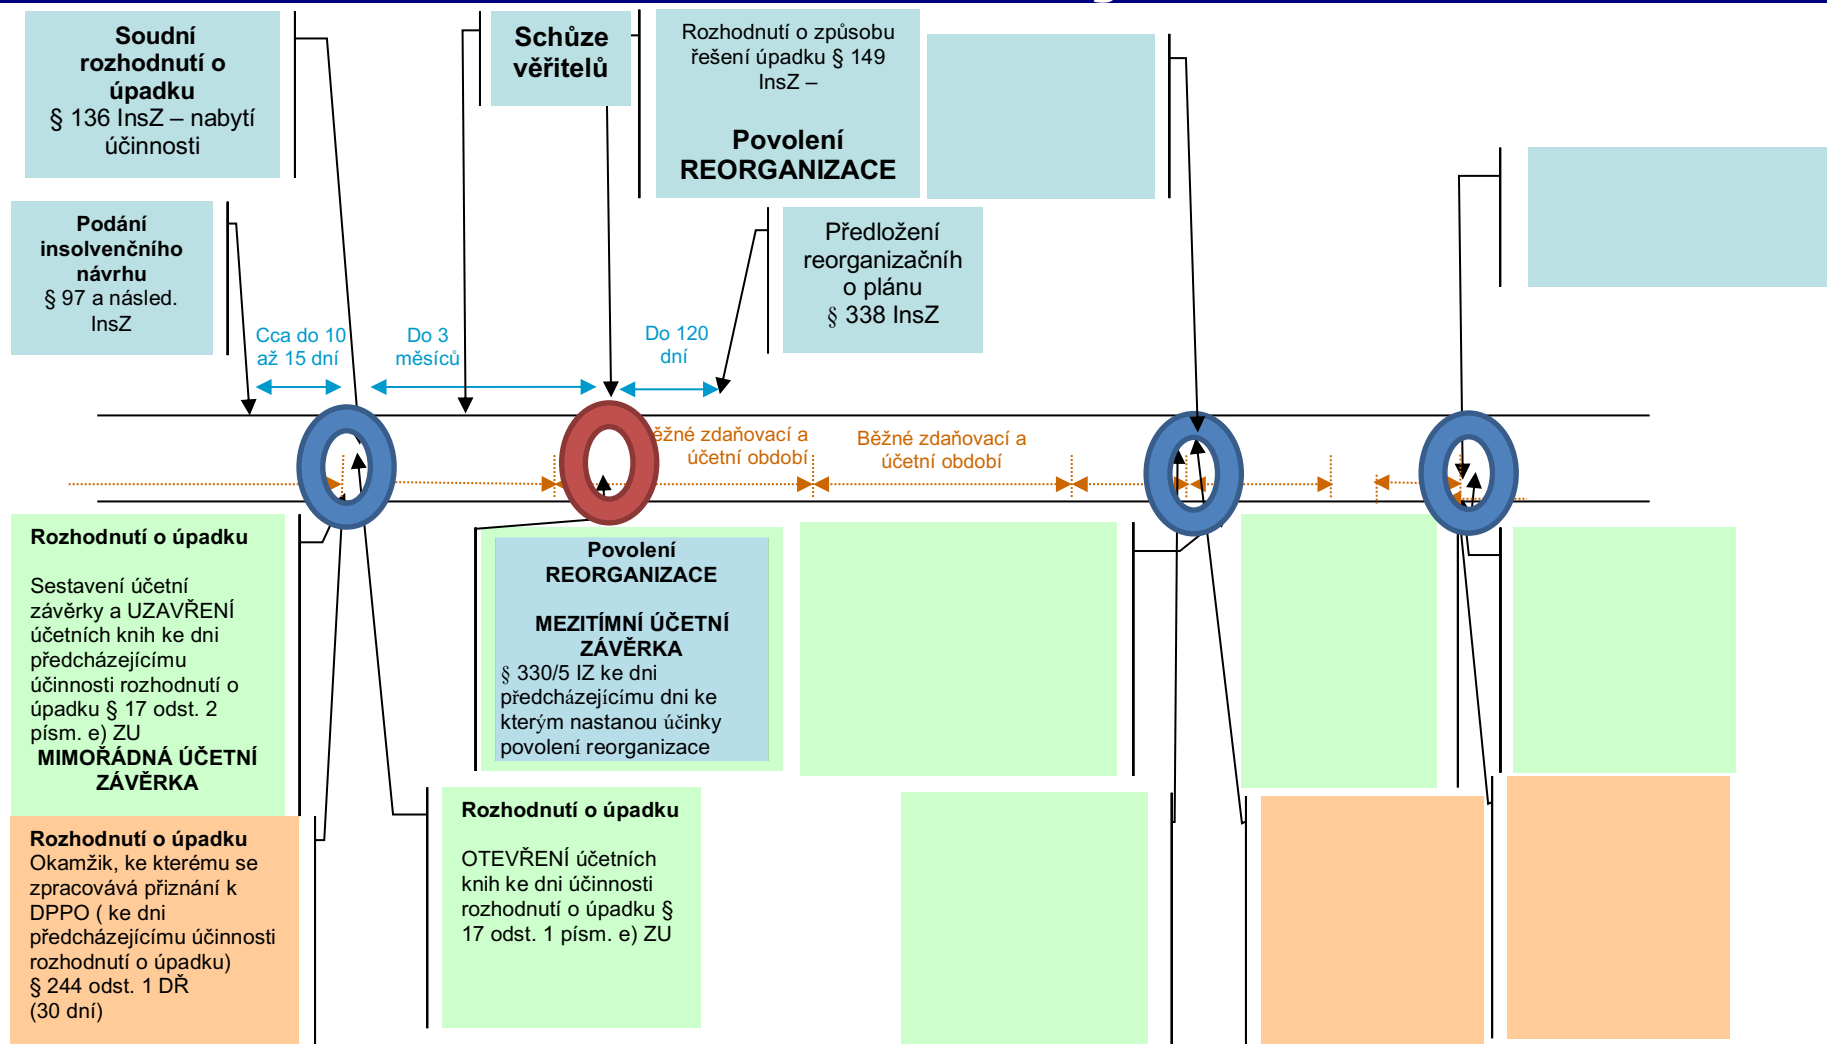 Soudní
rozhodnutí o
úpadku
§ 136 InsZ – nabytí
účinnosti
Schůze
věřitelů
Rozhodnutí o způsobu
řešení úpadku § 149
InsZ –
Povolení
REORGANIZACE
Podání
insolvenčního
návrhu
§ 97 a násled.
InsZ
Předložení
reorganizačníh
o plánu
§ 338 InsZ
Cca do 10
až 15 dní
Do 3
měsíců
Do 120
dní
ěžné zdaňovací a
účetní období
Běžné zdaňovací a
účetní období
Rozhodnutí o úpadku
Sestavení účetní
závěrky a UZAVŘENÍ
účetních knih ke dni
předcházejícímu
účinnosti rozhodnutí o
úpadku § 17 odst. 2
písm. e) ZU
MIMOŘÁDNÁ ÚČETNÍ
ZÁVĚRKA
Povolení
REORGANIZACE
MEZITÍMNÍ ÚČETNÍ
ZÁVĚRKA
§ 330/5 IZ ke dni
předcházejícímu dni ke
kterým nastanou účinky
povolení reorganizace
Rozhodnutí o úpadku
OTEVŘENÍ účetních
knih ke dni účinnosti
rozhodnutí o úpadku §
17 odst. 1 písm. e) ZU
Rozhodnutí o úpadku
Okamžik, ke kterému se
zpracovává přiznání k
DPPO ( ke dni
předcházejícímu účinnosti
rozhodnutí o úpadku)
§ 244 odst. 1 DŘ
(30 dní)